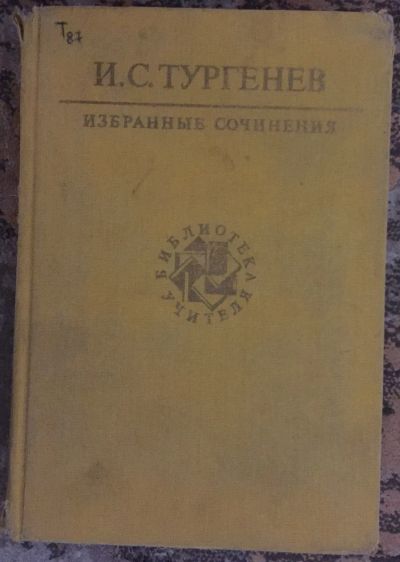 Т87
И.С.ТУРГЕНЕВ
ИЗБРАННЫЕ СОЧИНЕНИЯ
БИБЛИОТЕКА
УЧИТЕЛЯ